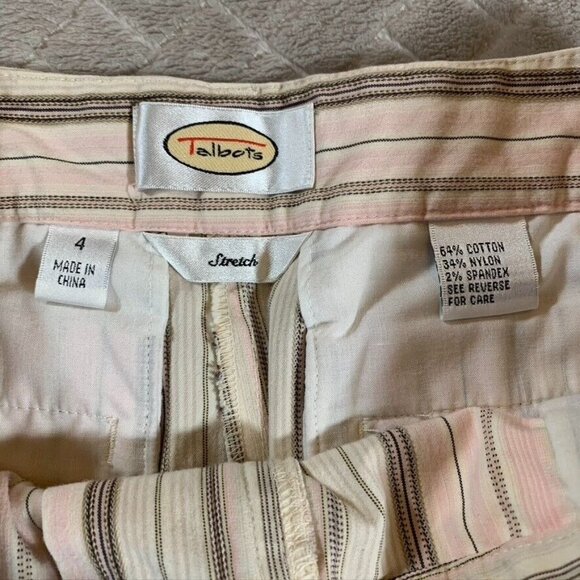 Talbots
4
MADE IN
CHINA
Stretch
64% COTTON
34% NYLON
2% SPANDEX
SEE REVERSE
FOR CARE